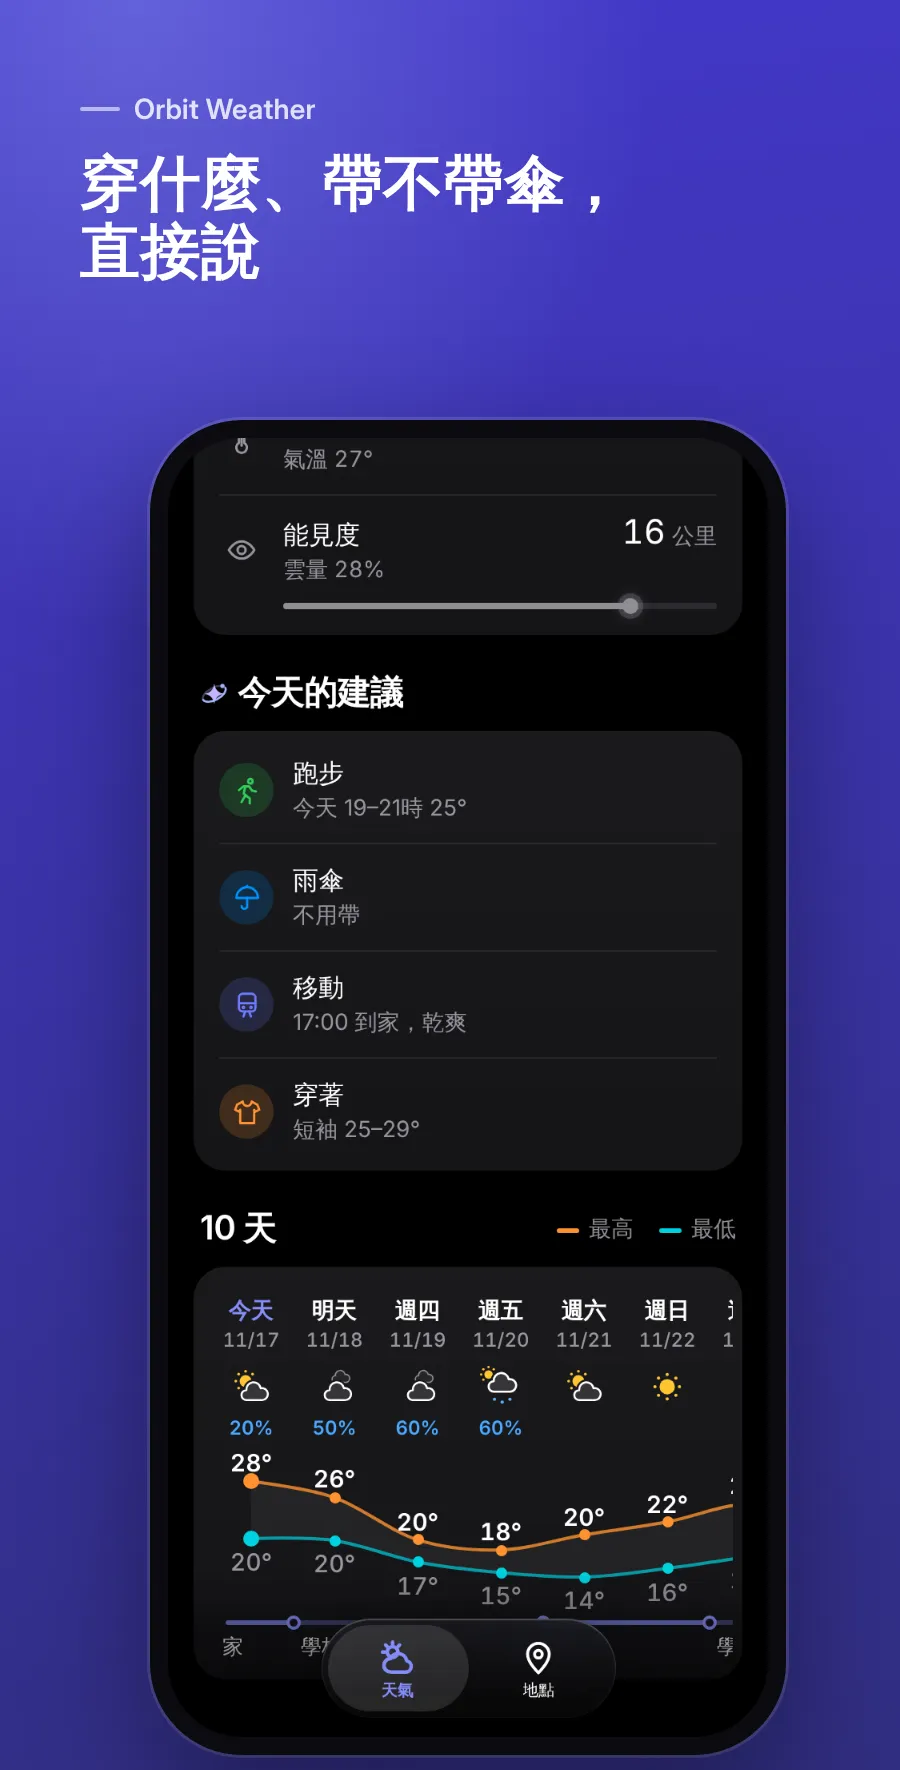 Orbit Weather
穿什麼、帶不帶傘，
直接說
氣溫 27°
能見度
16 公里
雲量 28%
今天的建議
跑步
今天 19–21時 25°
雨傘
不用帶
移動
17:00 到家，乾爽
穿著
短袖 25–29°
10 天
最高 最低
今天 明天 週四 週五 週六 週日
11/17 11/18 11/19 11/20 11/21 11/22
20% 50% 60% 60%
28° 26° 20° 18° 20° 22°
20° 20° 17° 15° 14° 16°
家 學
天氣 地點